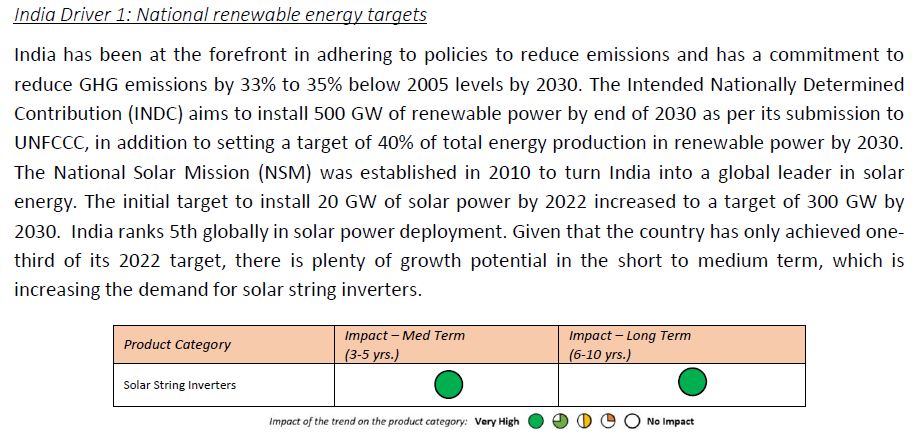 India Driver 1: National renewable energy targets
India has been at the forefront in adhering to policies to reduce emissions and has a commitment to
reduce GHG emissions by 33% to 35% below 2005 levels by 2030. The Intended Nationally Determined
Contribution (INDC) aims to install 500 GW of renewable power by end of 2030 as per its submission to
UNFCCC, in addition to setting a target of 40% of total energy production in renewable power by 2030.
The National Solar Mission (NSM) was established in 2010 to turn India into a global leader in solar
energy. The initial target to install 20 GW of solar power by 2022 increased to a target of 300 GW by
2030.  India ranks 5th globally in solar power deployment. Given that the country has only achieved one-
third of its 2022 target, there is plenty of growth potential in the short to medium term, which is
increasing the demand for solar string inverters.
Product Category
Impact – Med Term
(3-5 yrs.)
Impact – Long Term
(6-10 yrs.)
Solar String Inverters
Impact of the trend on the product category: Very High No Impact